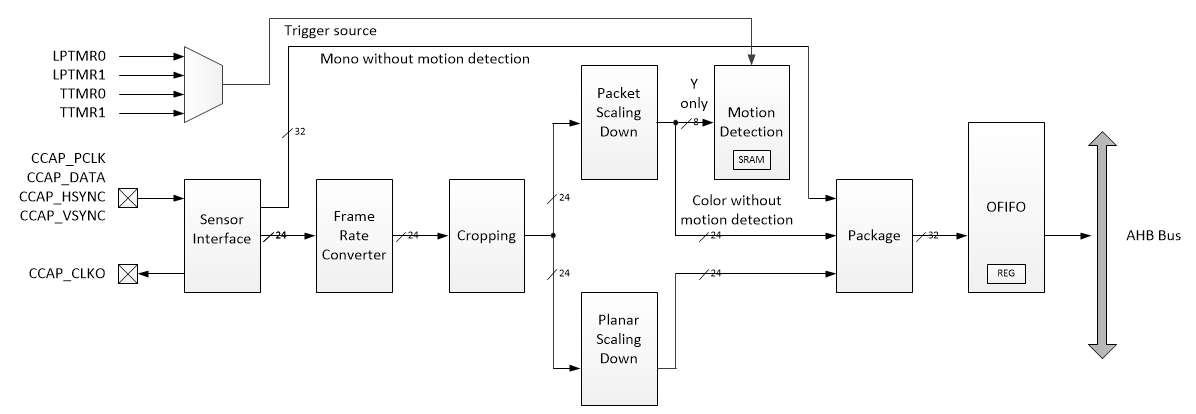 Trigger source
LPTMR0
LPTMR1
TTMR0
TTMR1
Mono without motion detection
32
CCAP_PCLK
CCAP_DATA
CCAP_HSYNC
CCAP_VSYNC
CCAP_CLKO
Sensor
Interface
24
Frame
Rate
Converter
24
Cropping
24
24
Packet
Scaling
Down
Y
only
8
Motion
Detection
SRAM
Color without
motion detection
24
Planar
Scaling
Down
24
Package
32
OFIFO
REG
AHB Bus